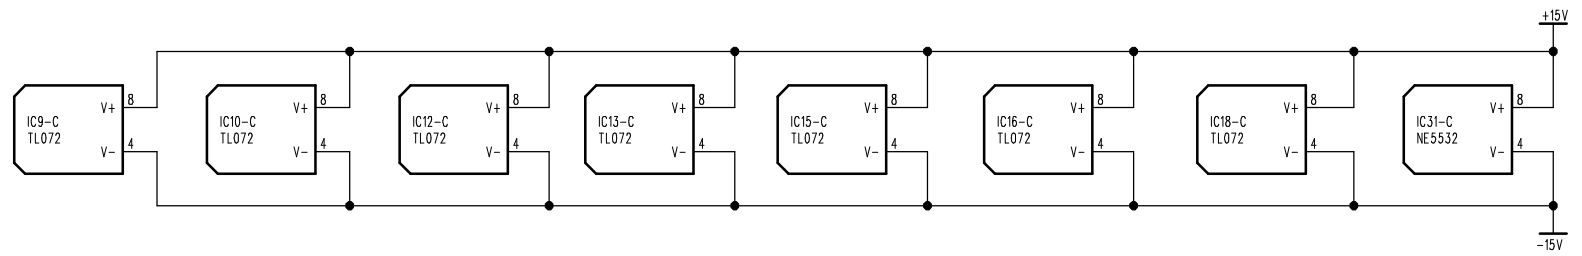 +15V
IC9-C
TL072
V+
8
V-
4
IC10-C
TL072
V+
8
V-
4
IC12-C
TL072
V+
8
V-
4
IC13-C
TL072
V+
8
V-
4
IC15-C
TL072
V+
8
V-
4
IC16-C
TL072
V+
8
V-
4
IC18-C
TL072
V+
8
V-
4
IC31-C
NE5532
V+
8
V-
4
-15V